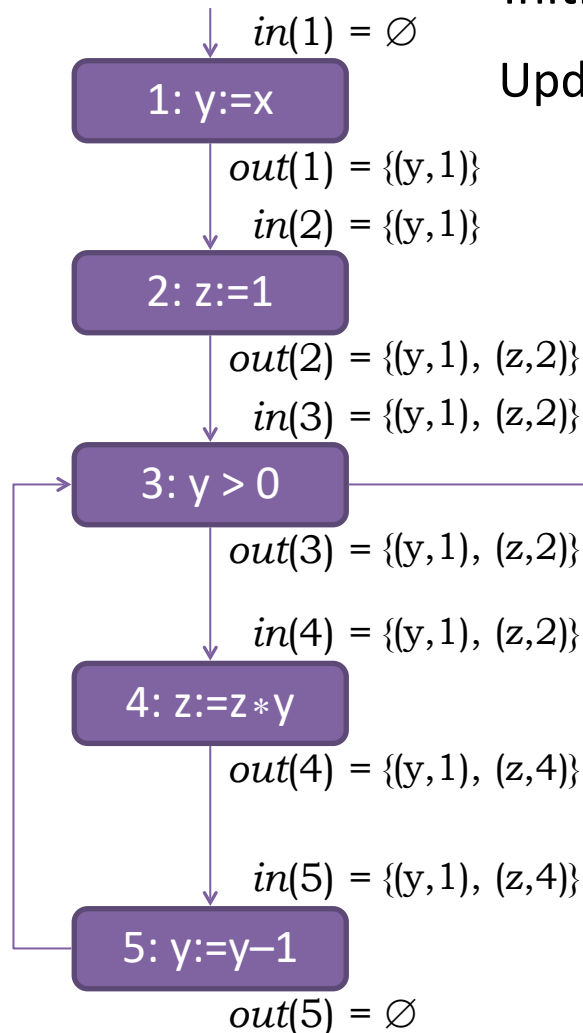 in(1) = ∅
Upd
1: y:=x
out(1) = {(y,1)}
in(2) = {(y,1)}
2: z:=1
out(2) = {(y,1), (z,2)}
in(3) = {(y,1), (z,2)}
3: y > 0
out(3) = {(y,1), (z,2)}
in(4) = {(y,1), (z,2)}
4: z:=z*y
out(4) = {(y,1), (z,4)}
in(5) = {(y,1), (z,4)}
5: y:=y–1
out(5) = ∅